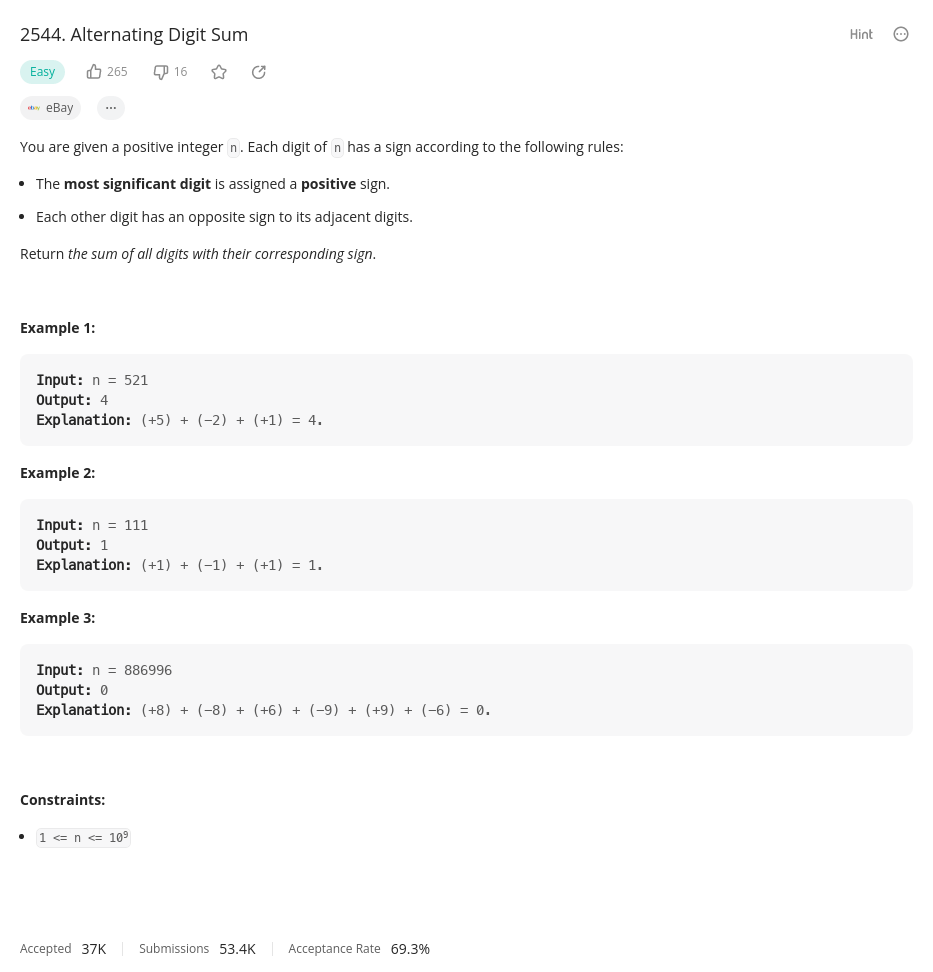 2544. Alternating Digit Sum
Hint
Easy 265 16
ebay eBay ...
You are given a positive integer n. Each digit of n has a sign according to the following rules:
• The most significant digit is assigned a positive sign.
• Each other digit has an opposite sign to its adjacent digits.
Return the sum of all digits with their corresponding sign.
Example 1:
Input: n = 521
Output: 4
Explanation: (+5) + (−2) + (+1) = 4.
Example 2:
Input: n = 111
Output: 1
Explanation: (+1) + (−1) + (+1) = 1.
Example 3:
Input: n = 886996
Output: 0
Explanation: (+8) + (−8) + (+6) + (−9) + (+9) + (−6) = 0.
Constraints:
• 1 <= n <= 10⁹
Accepted 37K Submissions 53.4K Acceptance Rate 69.3%